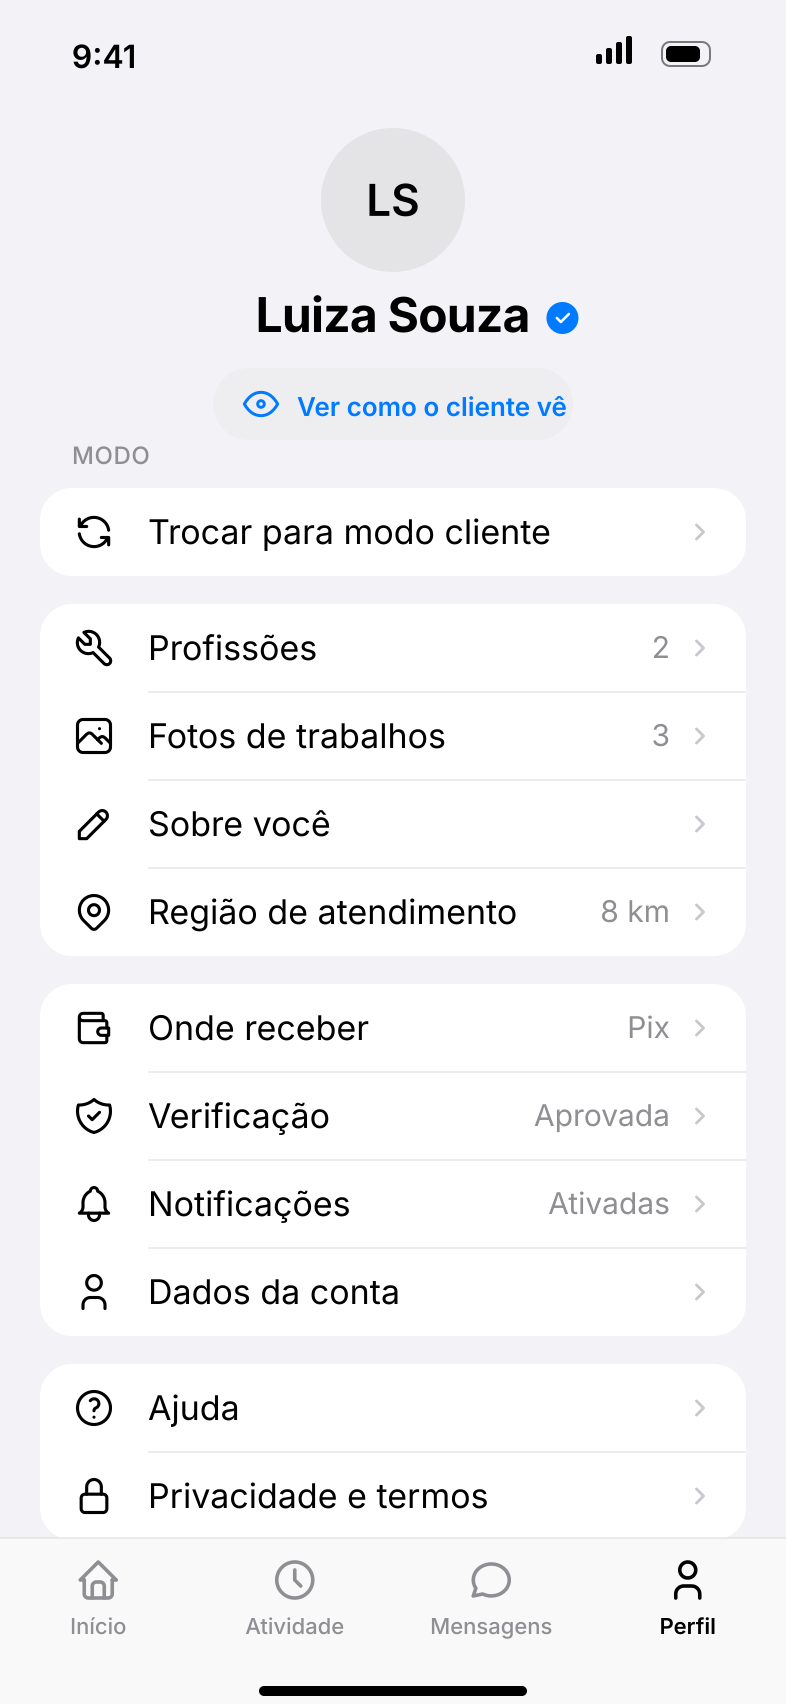 9:41
LS
Luiza Souza
Ver como o cliente vê
MODO
Trocar para modo cliente
Profissões 2
Fotos de trabalhos 3
Sobre você
Região de atendimento 8 km
Onde receber Pix
Verificação Aprovada
Notificações Ativadas
Dados da conta
Ajuda
Privacidade e termos
Início Atividade Mensagens Perfil